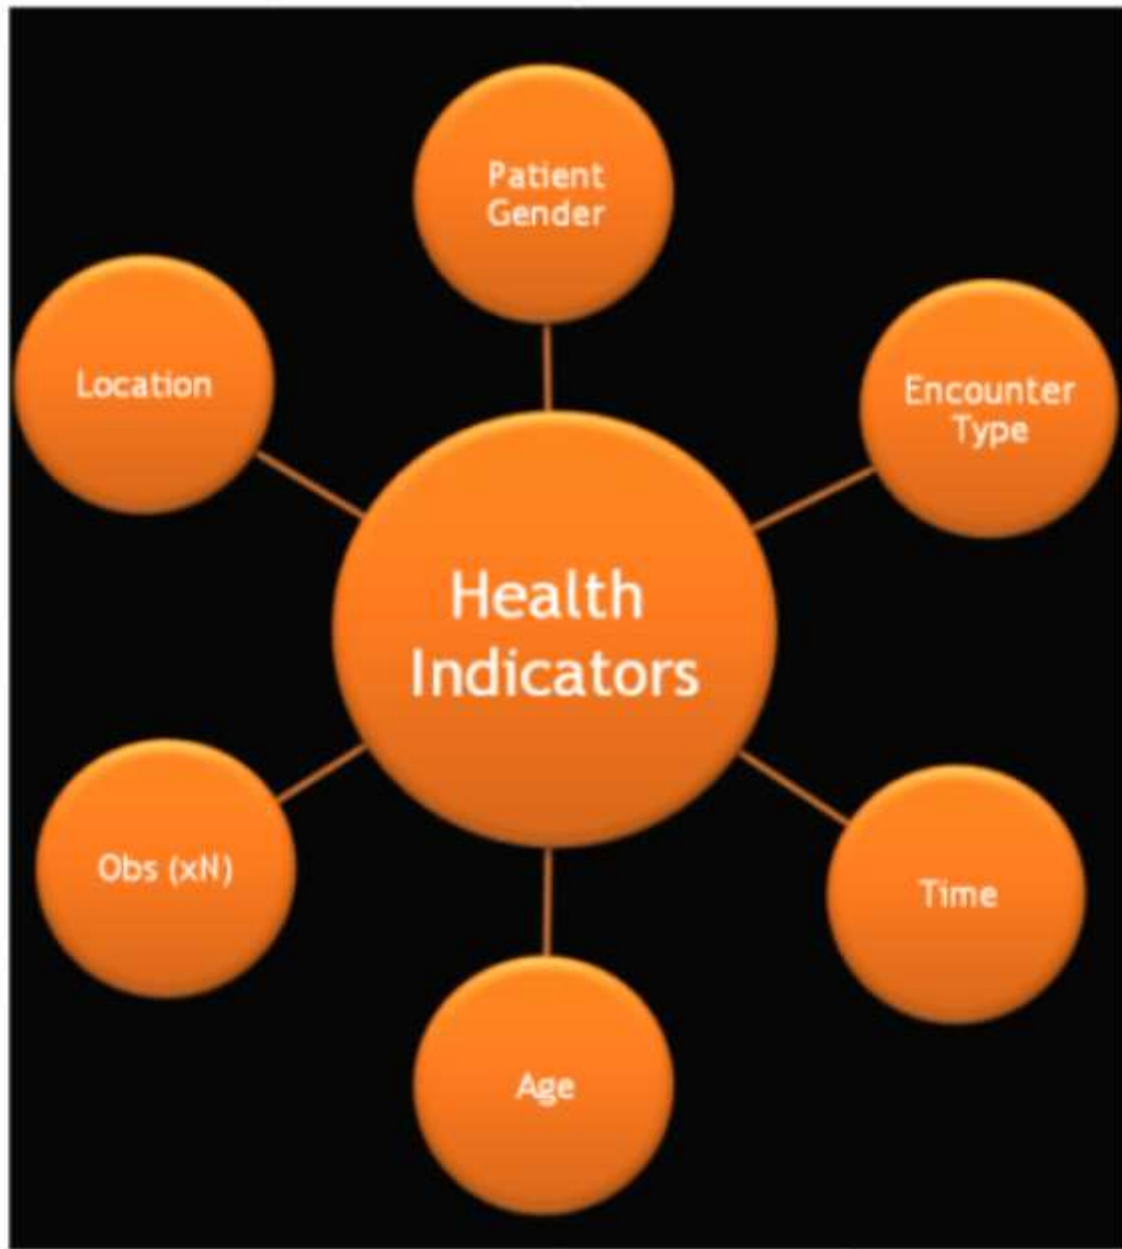 Patient
Gender
Location
Encounter
Type
Health
Indicators
Obs (xN)
Time
Age